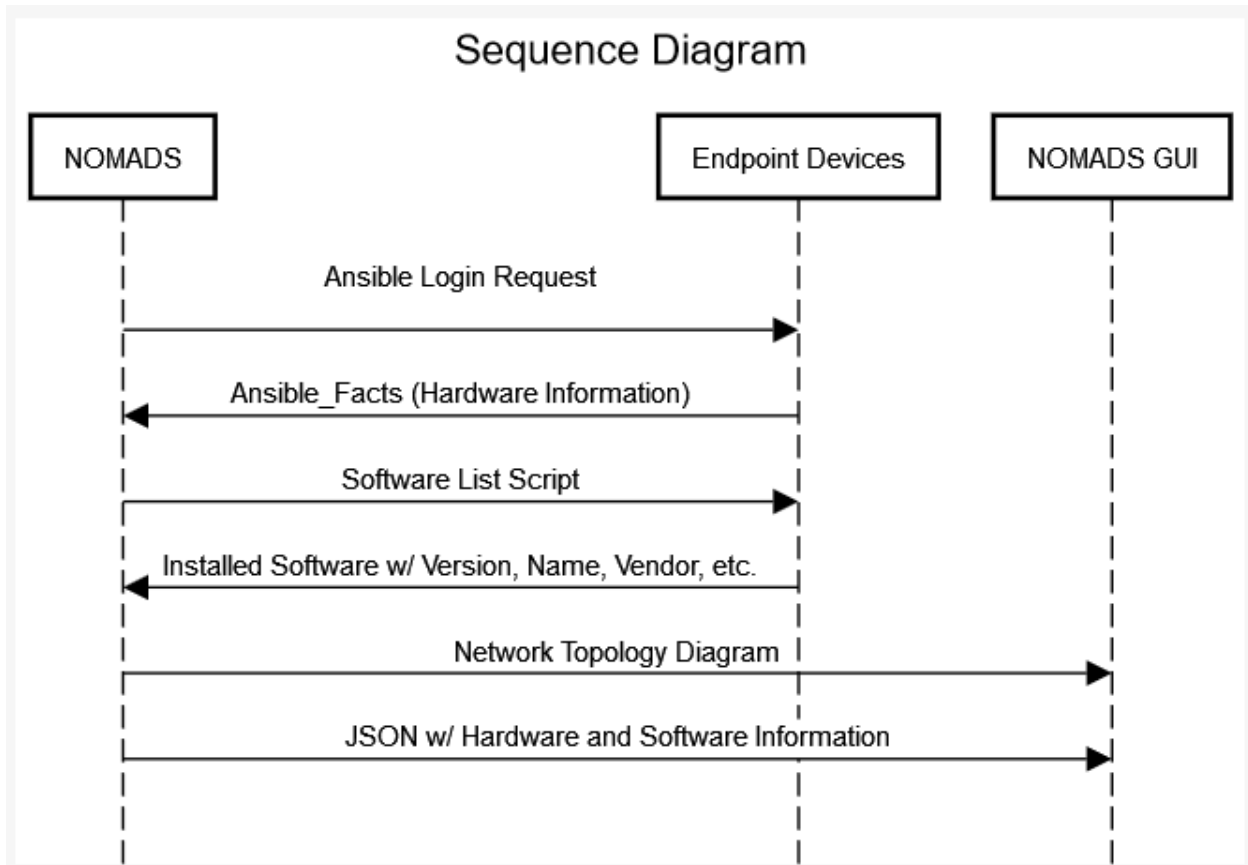 Sequence Diagram
NOMADS
Endpoint Devices
NOMADS GUI
Ansible Login Request
Ansible_Facts (Hardware Information)
Software List Script
Installed Software w/ Version, Name, Vendor, etc.
Network Topology Diagram
JSON w/ Hardware and Software Information